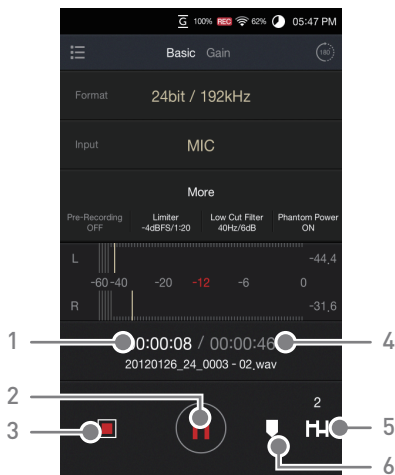 G 100% REC 62% 05:47 PM
Basic Gain 180
Format 24bit / 192kHz
Input MIC
More
Pre-Recording OFF
Limiter -4dBFS/1:20
Low Cut Filter 40Hz/6dB
Phantom Power ON
L -44.4
-60 -40 -20 -12 -6 0
R -31.6
1 0:00:08 / 00:00:46 4
20120126_24_0003 - 02.wav
2
2
3
5
6